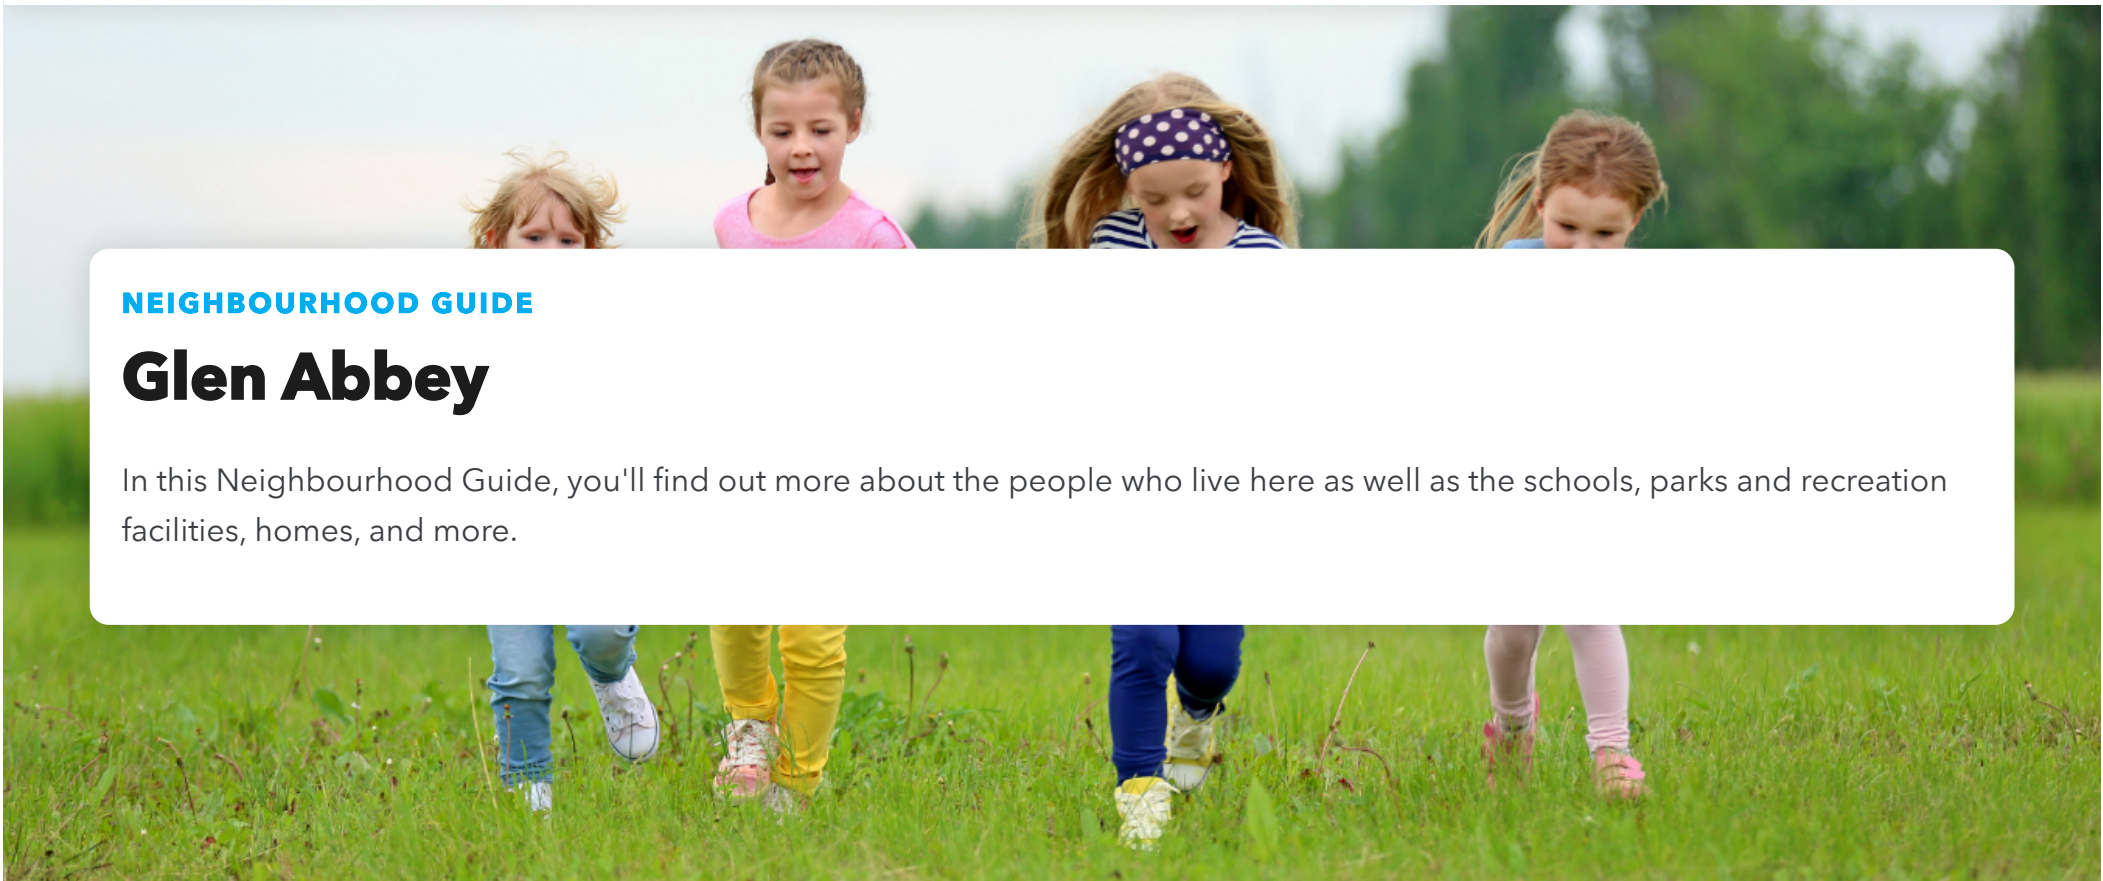 NEIGHBOURHOOD GUIDE
Glen Abbey
In this Neighbourhood Guide, you'll find out more about the people who live here as well as the schools, parks and recreation
facilities, homes, and more.